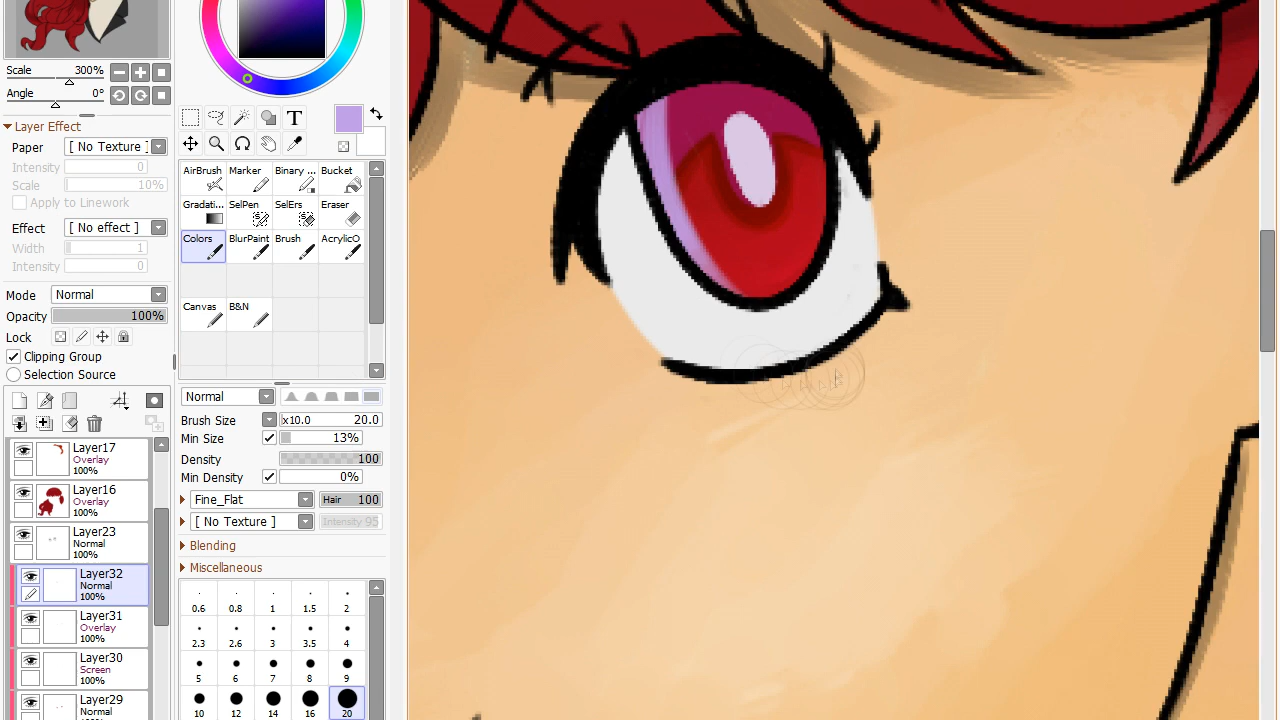 Scale 300%
Angle 0°
Layer Effect
Paper [ No Texture ]
Intensity 0
Scale 10%
Apply to Linework
Effect [ No effect ]
Width 1
Intensity 0
Mode Normal
Opacity 100%
Lock
Clipping Group
Selection Source
Layer17
Overlay
100%
Layer16
Overlay
100%
Layer23
Normal
100%
Layer32
Normal
100%
Layer31
Overlay
100%
Layer30
Screen
100%
Layer29
Normal
100%
T
AirBrush Marker Binary ... Bucket
Gradati... SelPen SelErs Eraser
Colors BlurPaint Brush AcrylicO
Canvas B&N
Normal
Brush Size x10.0 20.0
Min Size 13%
Density 100
Min Density 0%
Fine_Flat Hair 100
[ No Texture ] Intensity 95
Blending
Miscellaneous
0.6 0.8 1 1.5 2
2.3 2.6 3 3.5 4
5 6 7 8 9
10 12 14 16 20